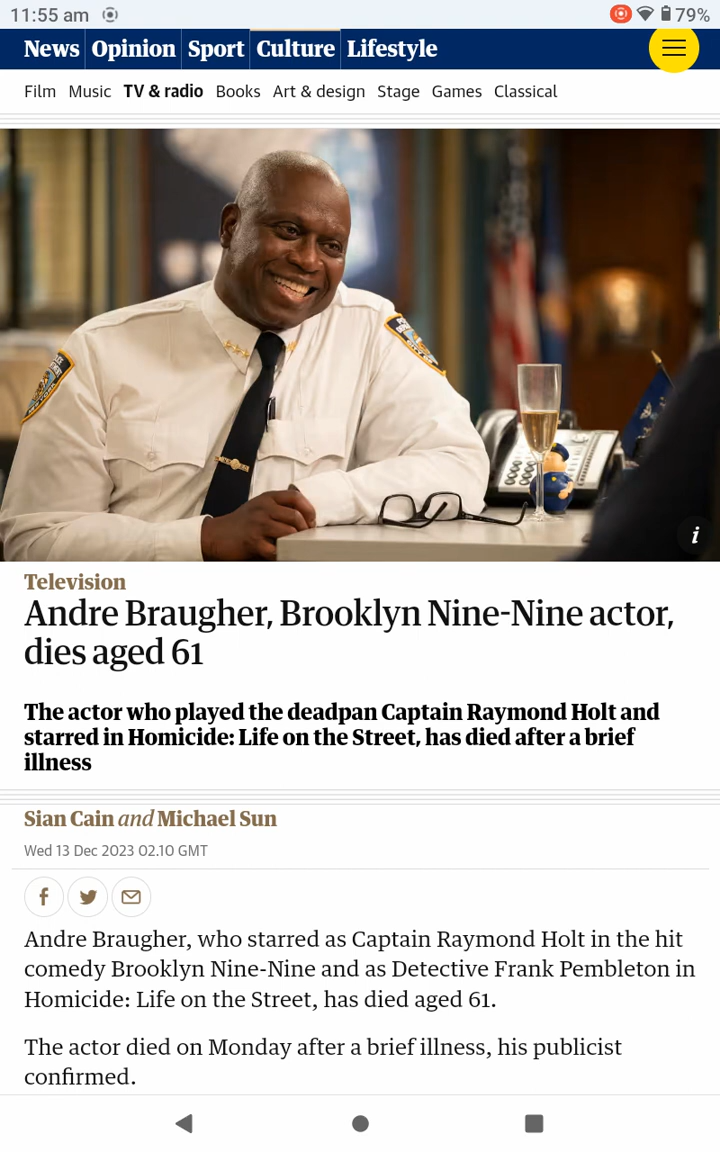 11:55 am
79%
News Opinion Sport Culture Lifestyle
Film Music TV & radio Books Art & design Stage Games Classical
i
Television
Andre Braugher, Brooklyn Nine-Nine actor,
dies aged 61
The actor who played the deadpan Captain Raymond Holt and
starred in Homicide: Life on the Street, has died after a brief
illness
Sian Cain and Michael Sun
Wed 13 Dec 2023 02.10 GMT
Andre Braugher, who starred as Captain Raymond Holt in the hit
comedy Brooklyn Nine-Nine and as Detective Frank Pembleton in
Homicide: Life on the Street, has died aged 61.
The actor died on Monday after a brief illness, his publicist
confirmed.